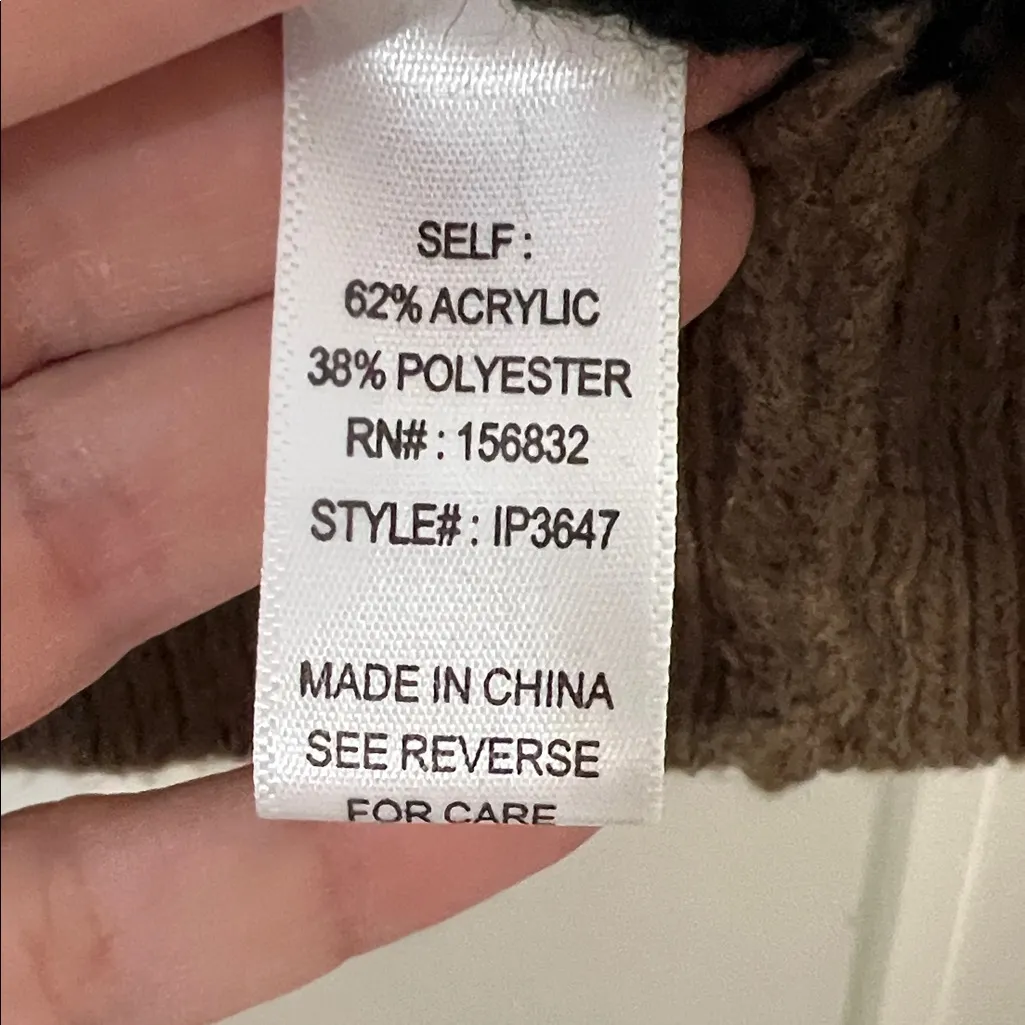 SELF :
62% ACRYLIC
38% POLYESTER
RN# : 156832
STYLE# : IP3647
MADE IN CHINA
SEE REVERSE
FOR CARE